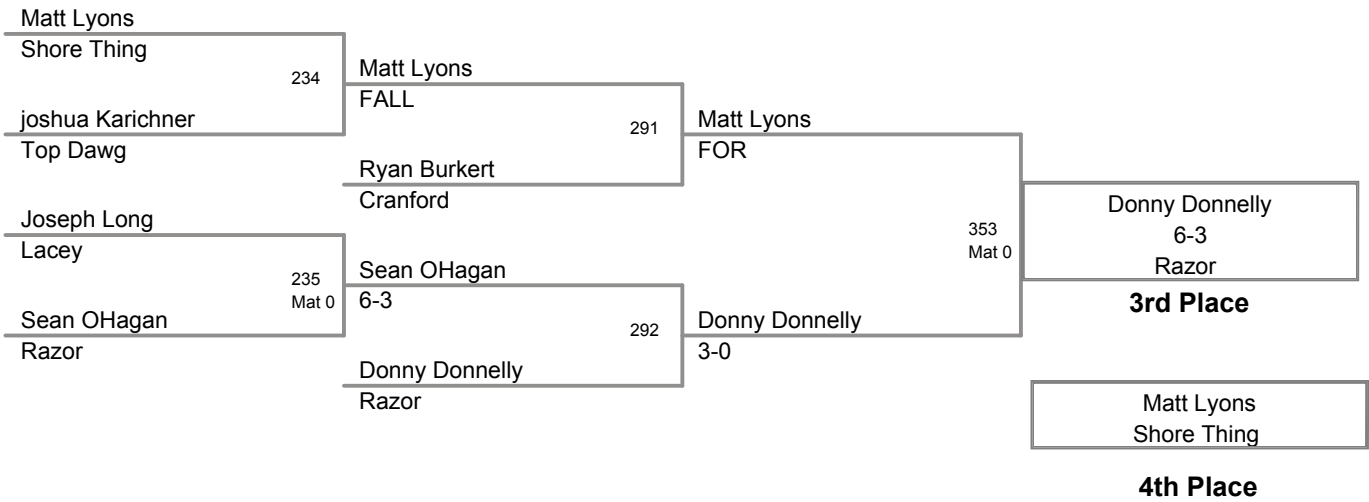 Matt Lyons
Shore Thing
234
joshua Karichner
Top Dawg
Joseph Long
Lacey
235
Mat 0
Sean OHagan
Razor
Matt Lyons
FALL
291
Ryan Burkert
Cranford
Sean OHagan
6-3
292
Donny Donnelly
Razor
Matt Lyons
FOR
353
Mat 0
Donny Donnelly
3-0
Donny Donnelly
6-3
Razor
3rd Place
Matt Lyons
Shore Thing
4th Place